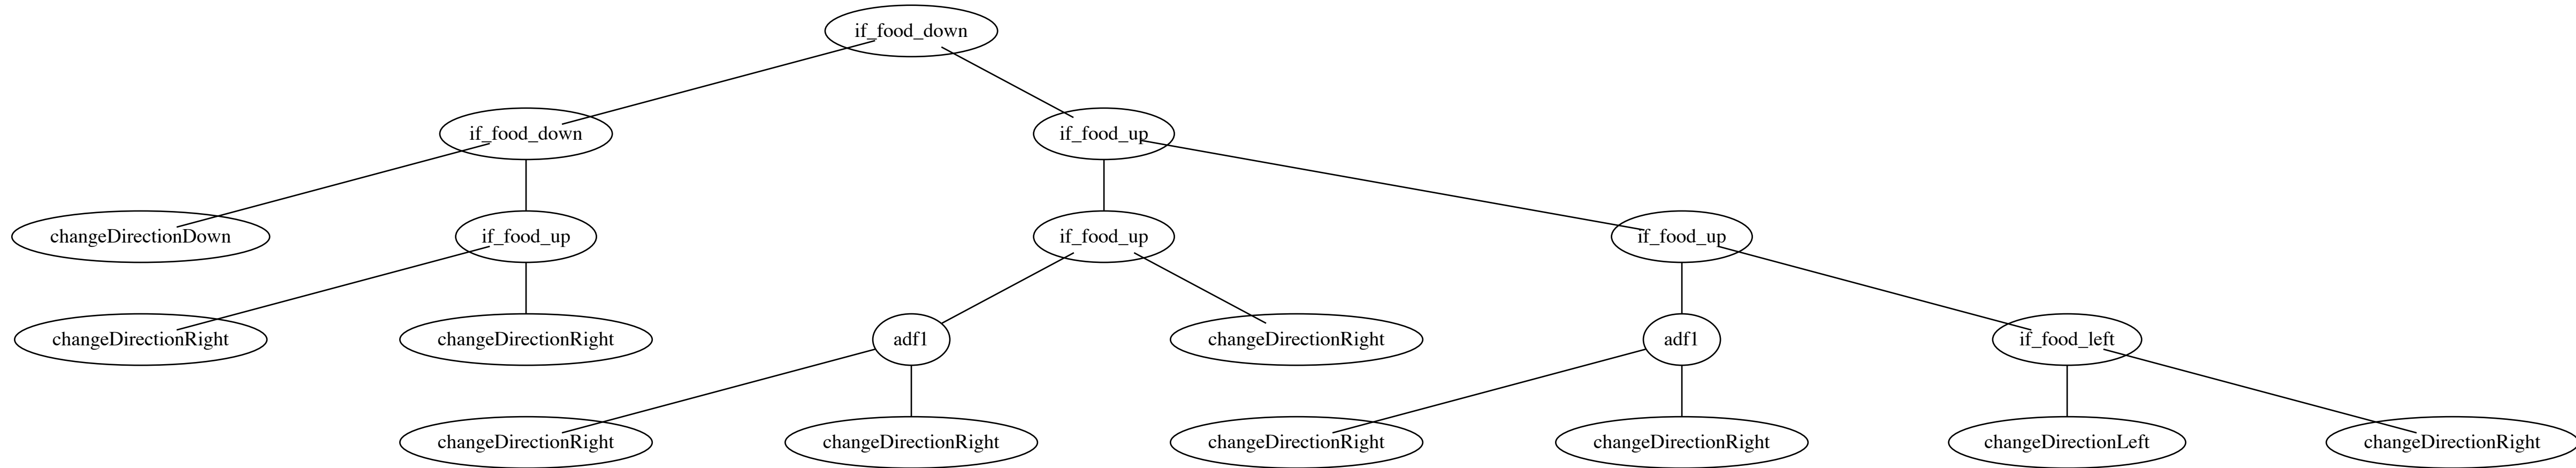 if_food_down
if_food_down
if_food_up
changeDirectionDown
if_food_up
if_food_up
if_food_up
changeDirectionRight
changeDirectionRight
adf1
changeDirectionRight
adf1
if_food_left
changeDirectionRight
changeDirectionRight
changeDirectionRight
changeDirectionRight
changeDirectionLeft
changeDirectionRight